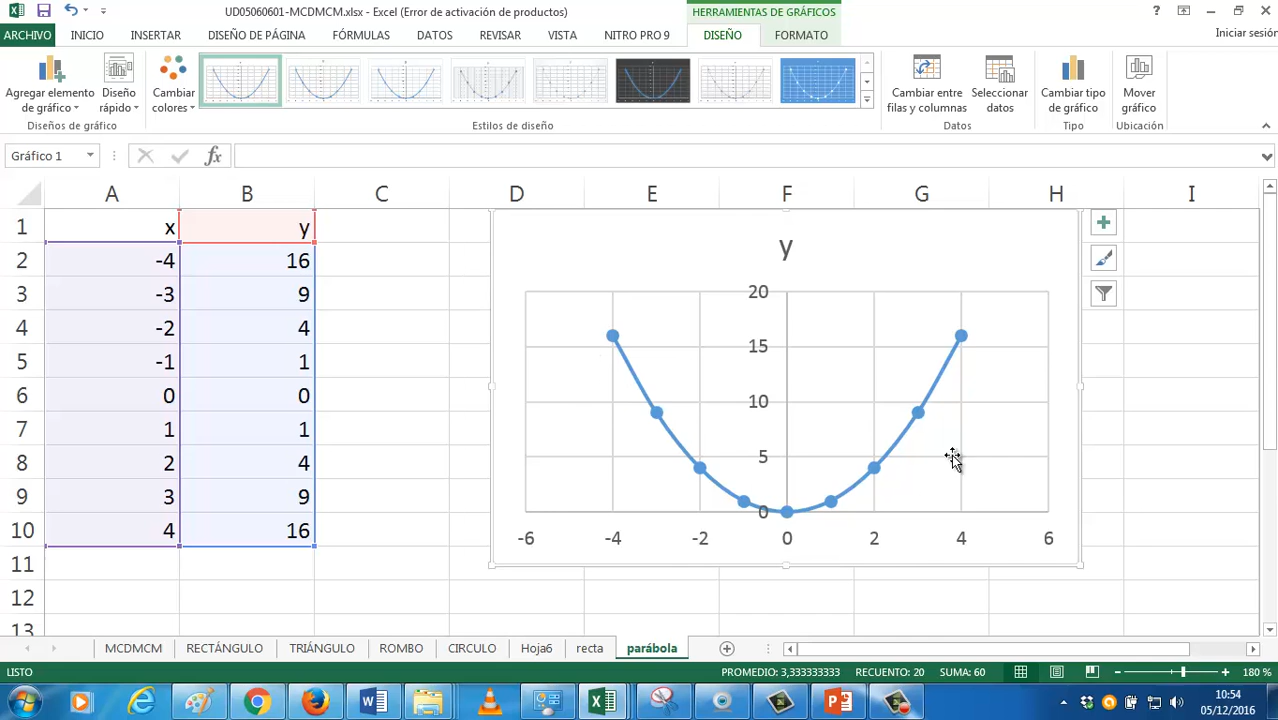 UD05060601-MCDMCM.xlsx - Excel (Error de activación de productos)
HERRAMIENTAS DE GRÁFICOS
?
ARCHIVO INICIO INSERTAR DISEÑO DE PÁGINA FÓRMULAS DATOS REVISAR VISTA NITRO PRO 9 DISEÑO FORMATO
Iniciar sesión
Agregar elemento de gráfico
Diseño rápido
Cambiar colores
Cambiar entre filas y columnas
Seleccionar datos
Cambiar tipo de gráfico
Mover gráfico
Diseños de gráfico Estilos de diseño Datos Tipo Ubicación
Gráfico 1 fx
A B C D E F G H I
1 x y
2 -4 16
3 -3 9
4 -2 4
5 -1 1
6 0 0
7 1 1
8 2 4
9 3 9
10 4 16
11
12
13
y
20
15
10
5
0
-6 -4 -2 0 2 4 6
MCDMCM RECTÁNGULO TRIÁNGULO ROMBO CIRCULO Hoja6 recta parábola
LISTO PROMEDIO: 3,333333333 RECUENTO: 20 SUMA: 60 180 %
10:54
05/12/2016